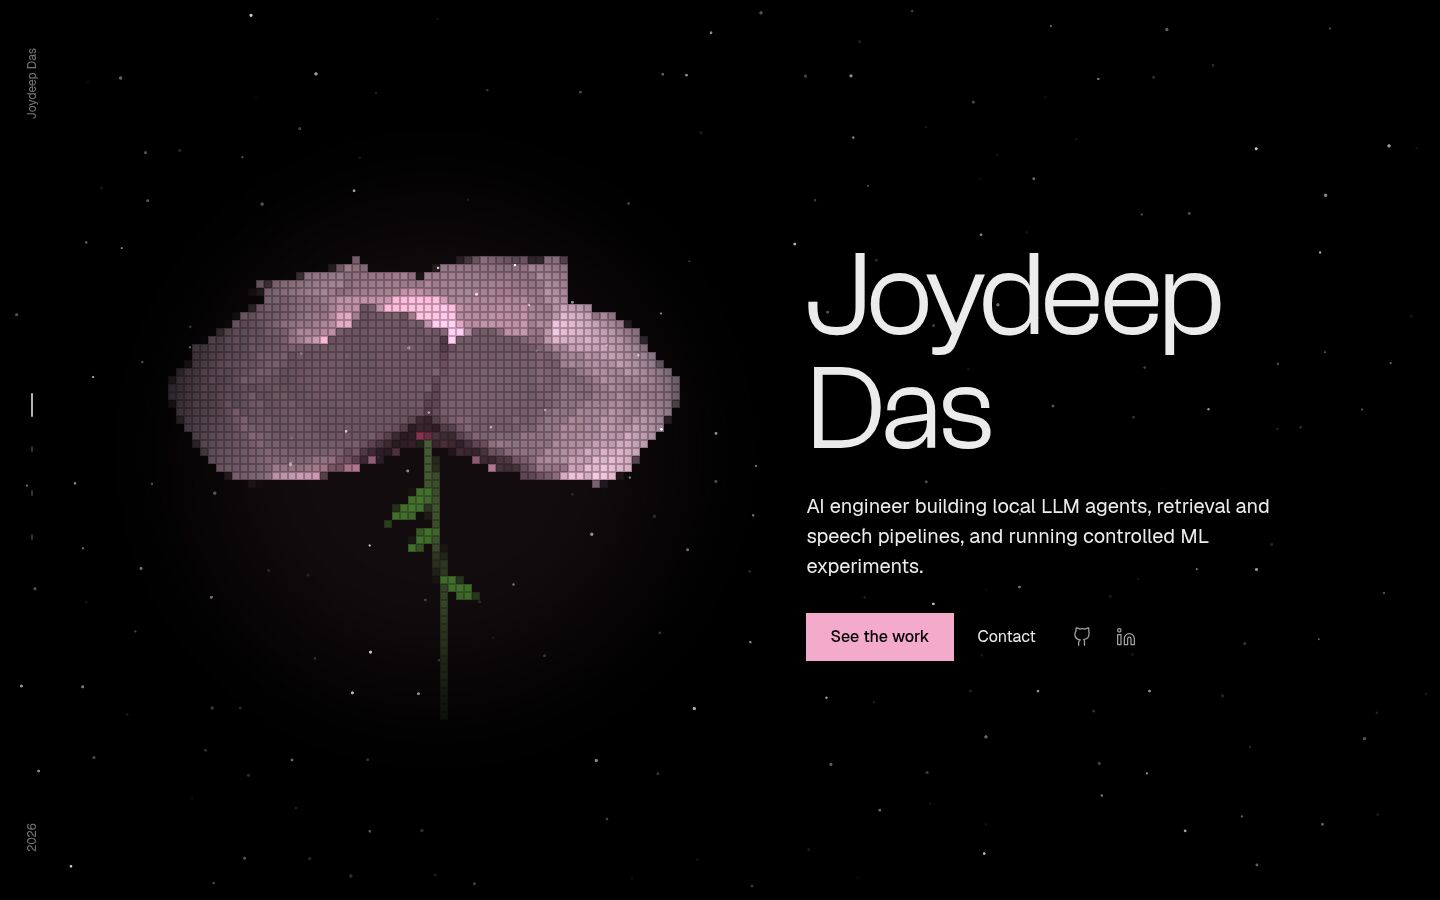 Joydeep Das
Joydeep
Das
AI engineer building local LLM agents, retrieval and
speech pipelines, and running controlled ML
experiments.
See the work
Contact
2026